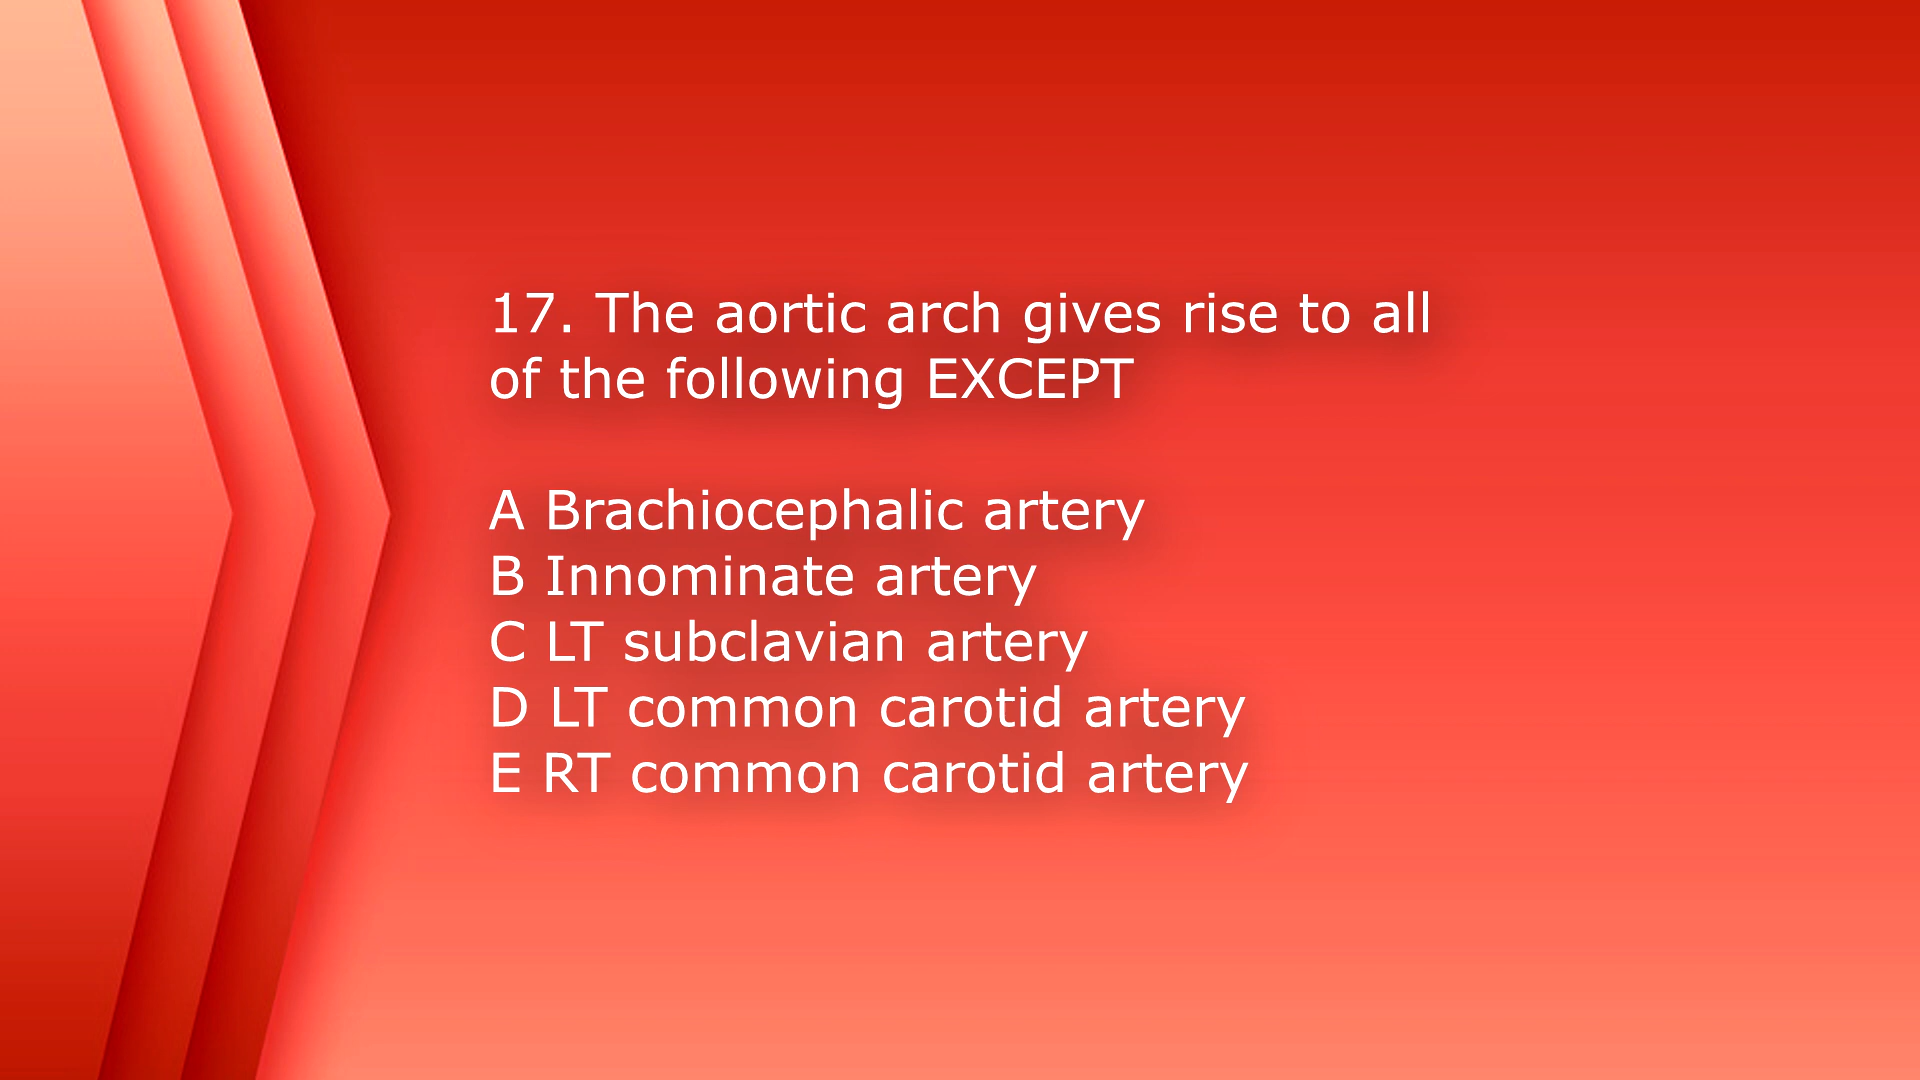 17. The aortic arch gives rise to all
of the following EXCEPT
A Brachiocephalic artery
B Innominate artery
C LT subclavian artery
D LT common carotid artery
E RT common carotid artery